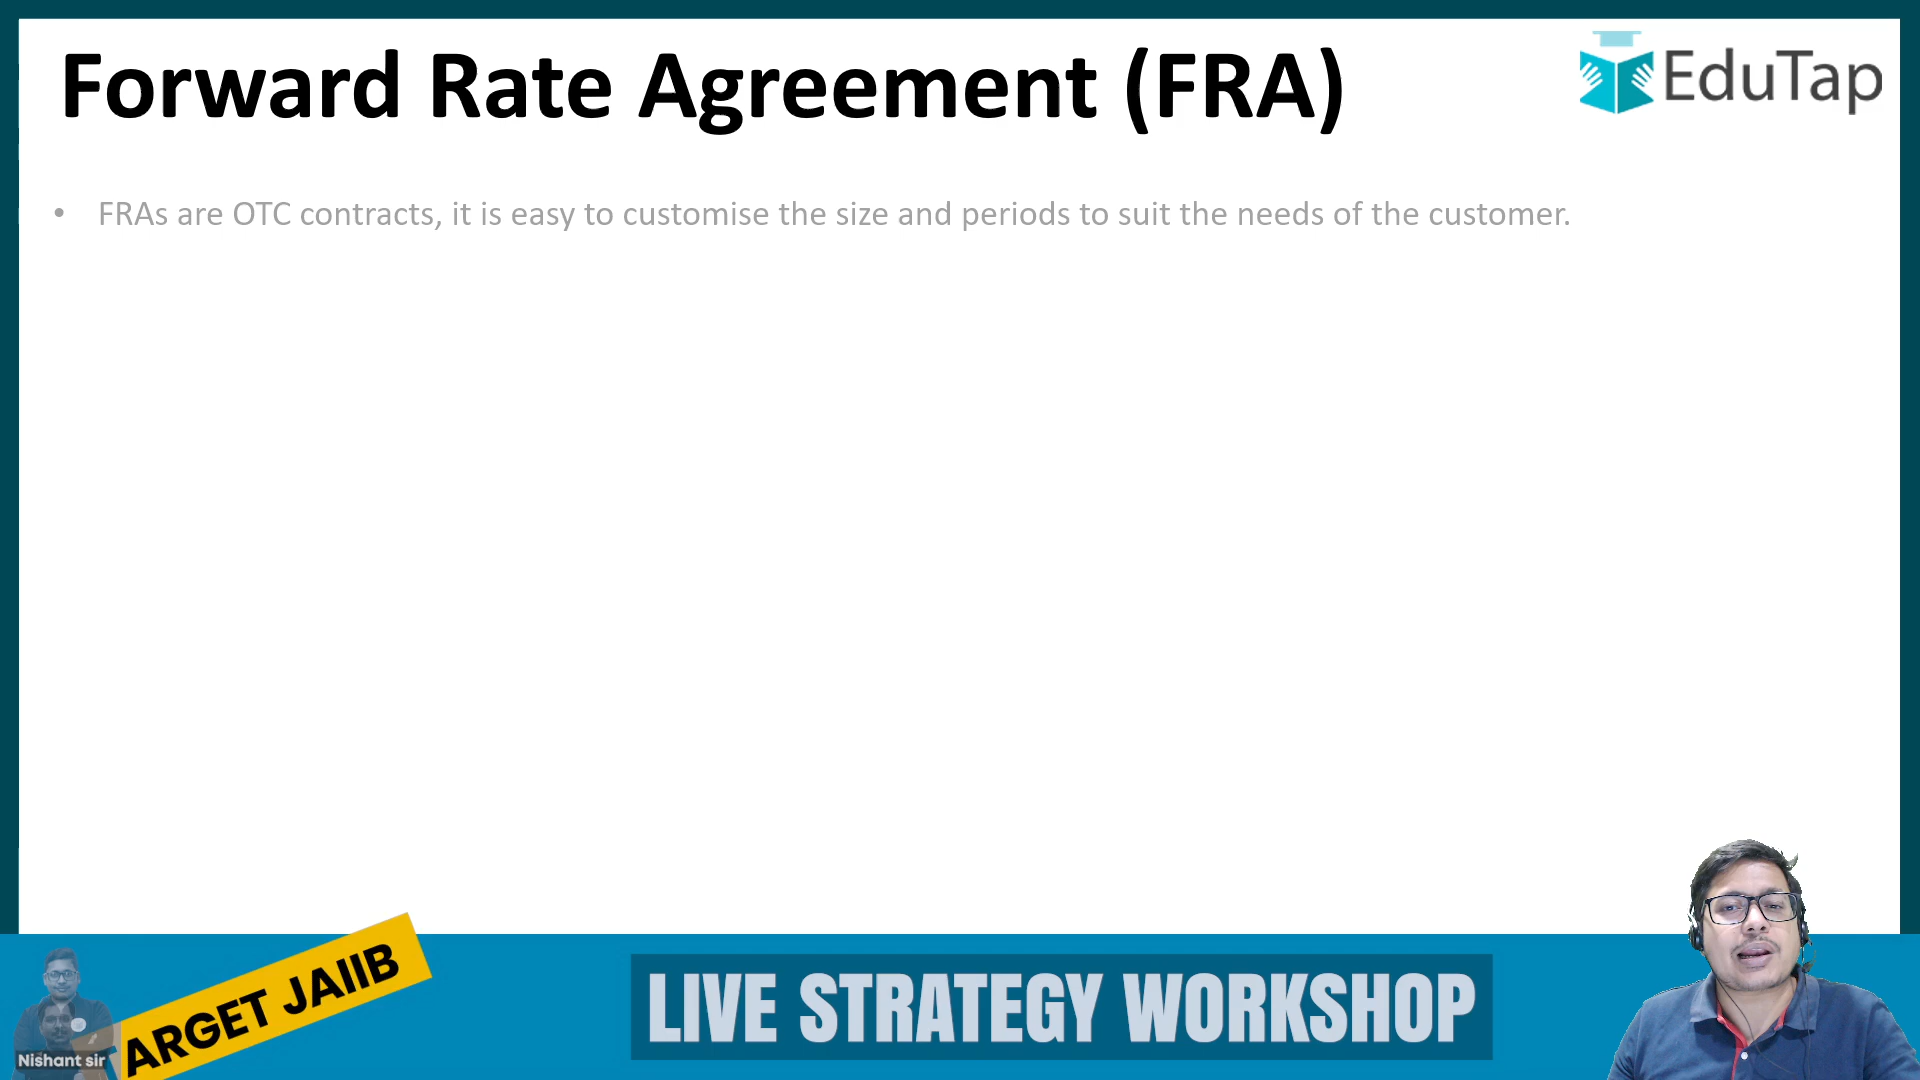 Forward Rate Agreement (FRA)
EduTap
• FRAs are OTC contracts, it is easy to customise the size and periods to suit the needs of the customer.
ARGET JAIIB
LIVE STRATEGY WORKSHOP
Nishant sir